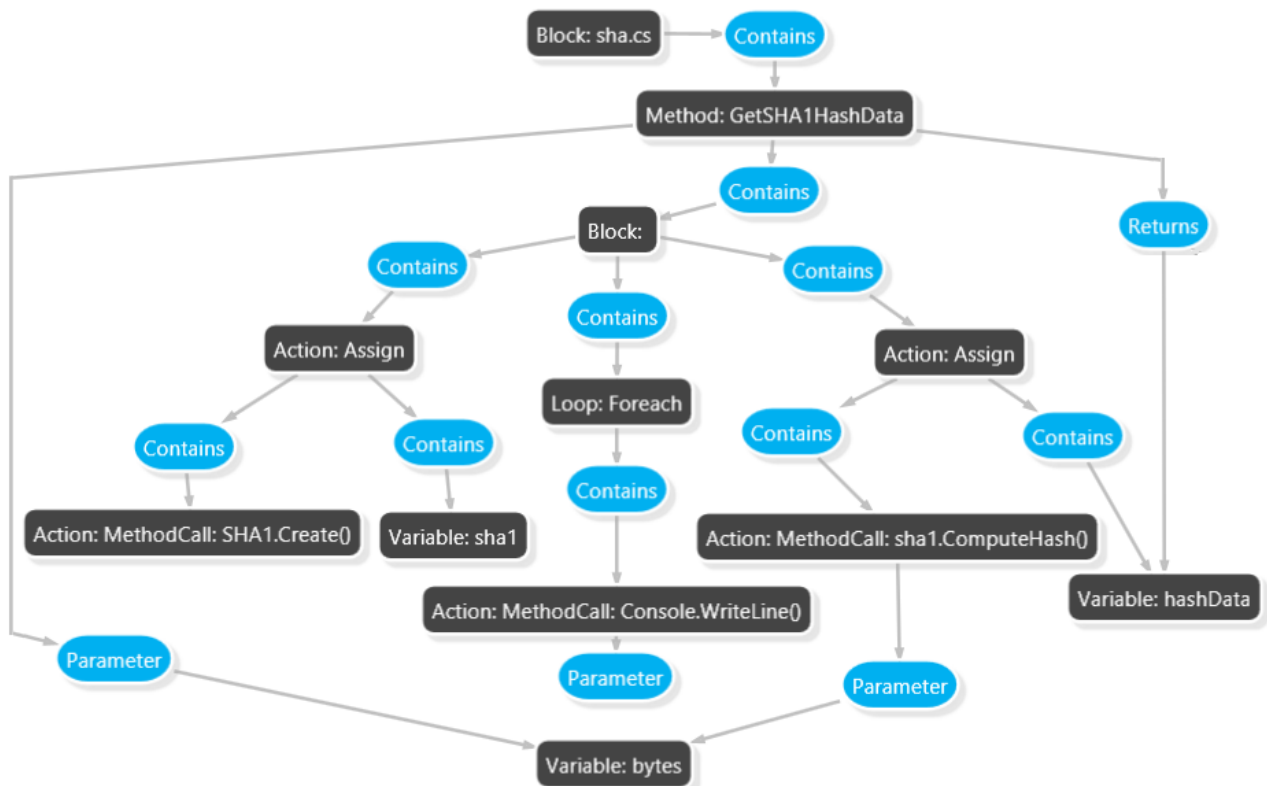 Block: sha.cs
Contains
Method: GetSHA1HashData
Contains
Block:
Returns
Contains
Contains
Contains
Action: Assign
Loop: Foreach
Action: Assign
Contains
Contains
Contains
Contains
Contains
Action: MethodCall: SHA1.Create()
Variable: sha1
Action: MethodCall: sha1.ComputeHash()
Action: MethodCall: Console.WriteLine()
Variable: hashData
Parameter
Parameter
Parameter
Variable: bytes